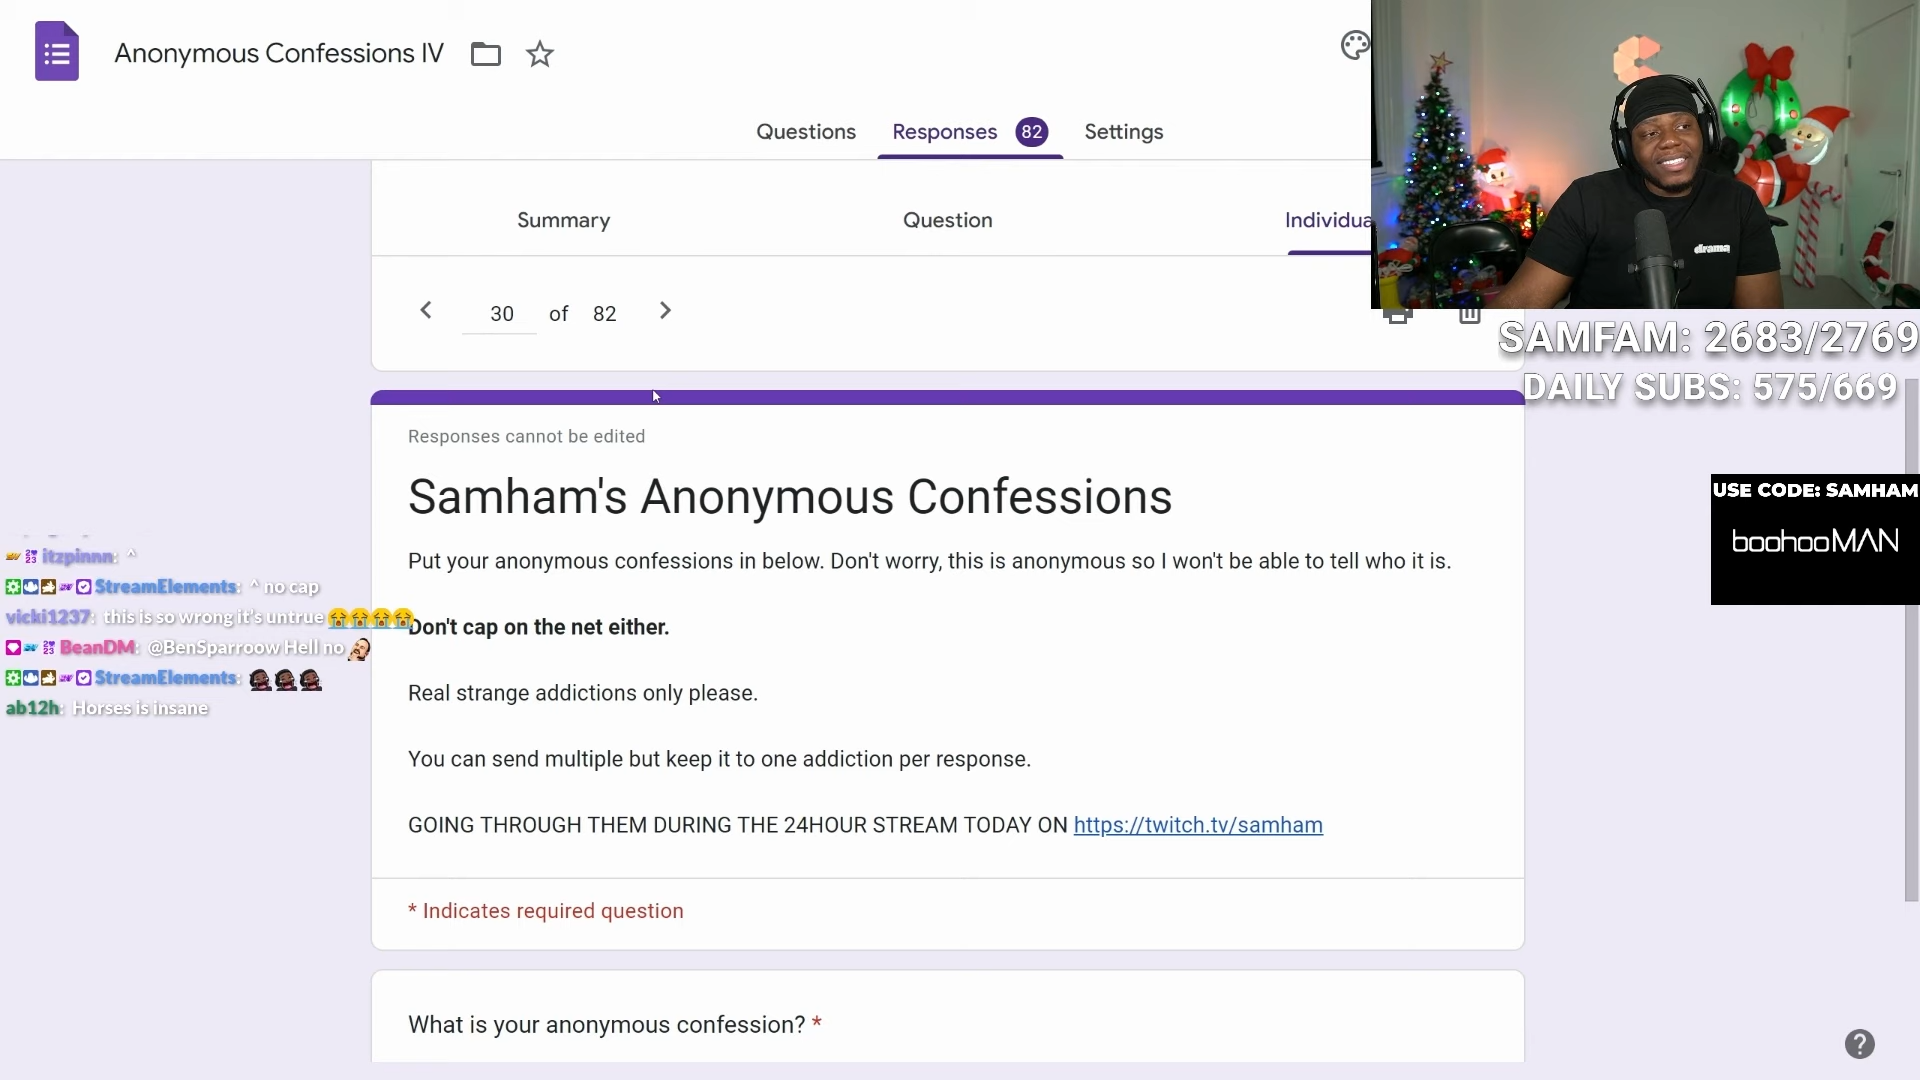 Anonymous Confessions IV
Questions
Responses 82
Settings
Summary
Question
Individua
30 of 82
drama
SAMFAM: 2683/2769
DAILY SUBS: 575/669
Responses cannot be edited
Samham's Anonymous Confessions
Put your anonymous confessions in below. Don't worry, this is anonymous so I won't be able to tell who it is.
Don't cap on the net either.
Real strange addictions only please.
You can send multiple but keep it to one addiction per response.
GOING THROUGH THEM DURING THE 24HOUR STREAM TODAY ON https://twitch.tv/samham
* Indicates required question
What is your anonymous confession? *
USE CODE: SAMHAM
boohooMAN
itzpinnn: ^
StreamElements: ^ no cap
vicki1237: this is so wrong it's untrue 😭😭😭😭
BeanDM: @BenSparroow Hell no
StreamElements:
ab12h: Horses is insane